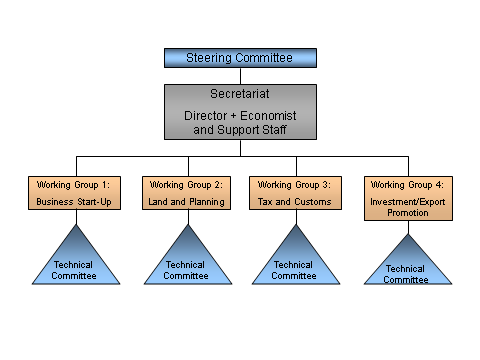 Steering Committee
Secretariat
Director + Economist
and Support Staff
Working Group 1:
Business Start-Up
Working Group 2:
Land and Planning
Working Group 3:
Tax and Customs
Working Group 4:
Investment/Export
Promotion
Technical
Committee
Technical
Committee
Technical
Committee
Technical
Committee